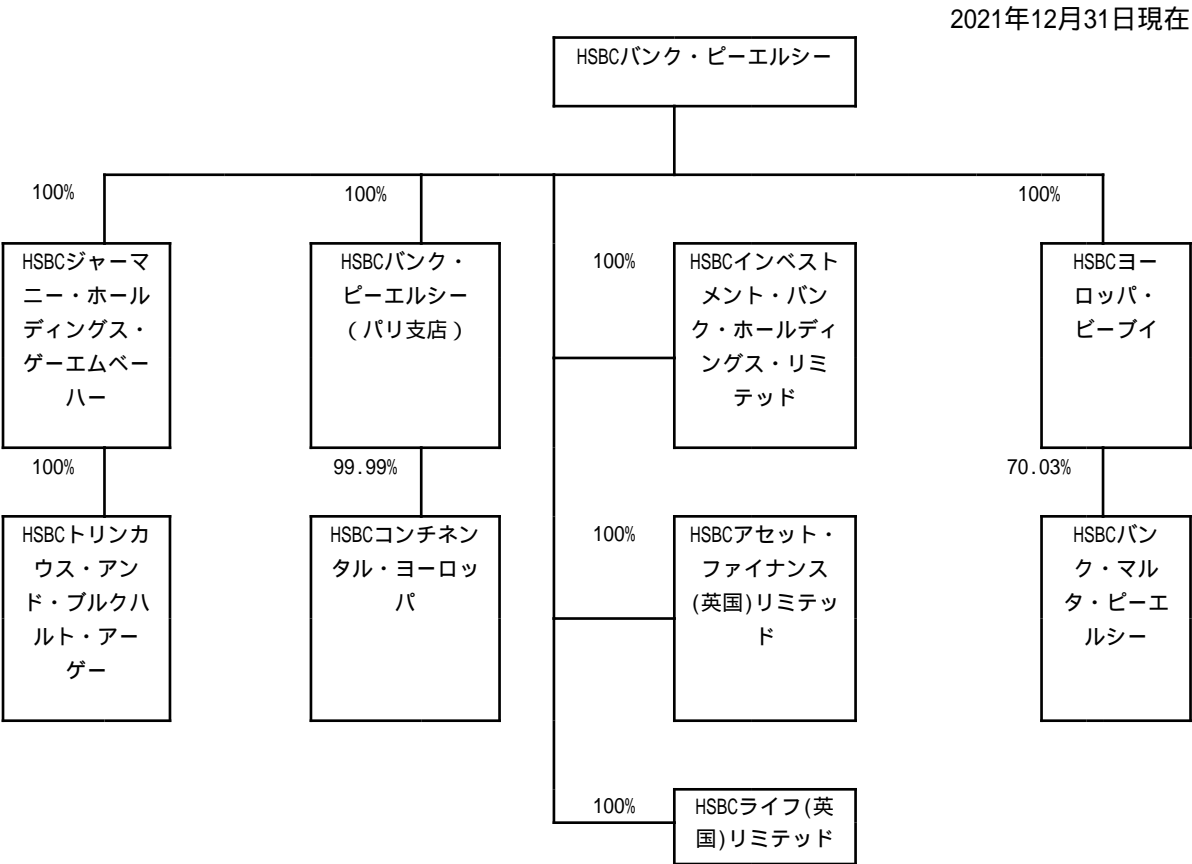 2021年12月31日現在
HSBCバンク・ピーエルシー
100%
100%
100%
HSBCジャーマ
ニー・ホール
ディングス・
ゲーエムベー
ハー
HSBCバンク・
ピーエルシー
(パリ支店)
100%
HSBCインベスト
メント・バン
ク・ホールディ
ングス・リミ
テッド
HSBCヨー
ロッパ・
ビーブイ
100%
99.99%
70.03%
HSBCトリンカ
ウス・アン
ド・ブルクハ
ルト・アー
ゲー
HSBCコンチネン
タル・ヨーロッ
パ
100%
HSBCアセット・
ファイナンス
(英国)リミテッ
ド
HSBCバン
ク・マル
タ・ピーエ
ルシー
100%
HSBCライフ(英
国)リミテッド